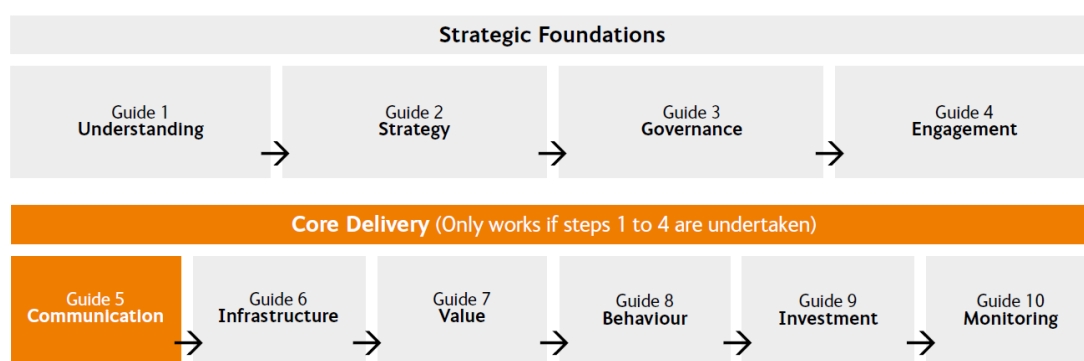 Strategic Foundations
Guide 1
Understanding
Guide 2
Strategy
Guide 3
Governance
Guide 4
Engagement
Core Delivery (Only works if steps 1 to 4 are undertaken)
Guide 5
Communication
Guide 6
Infrastructure
Guide 7
Value
Guide 8
Behaviour
Guide 9
Investment
Guide 10
Monitoring